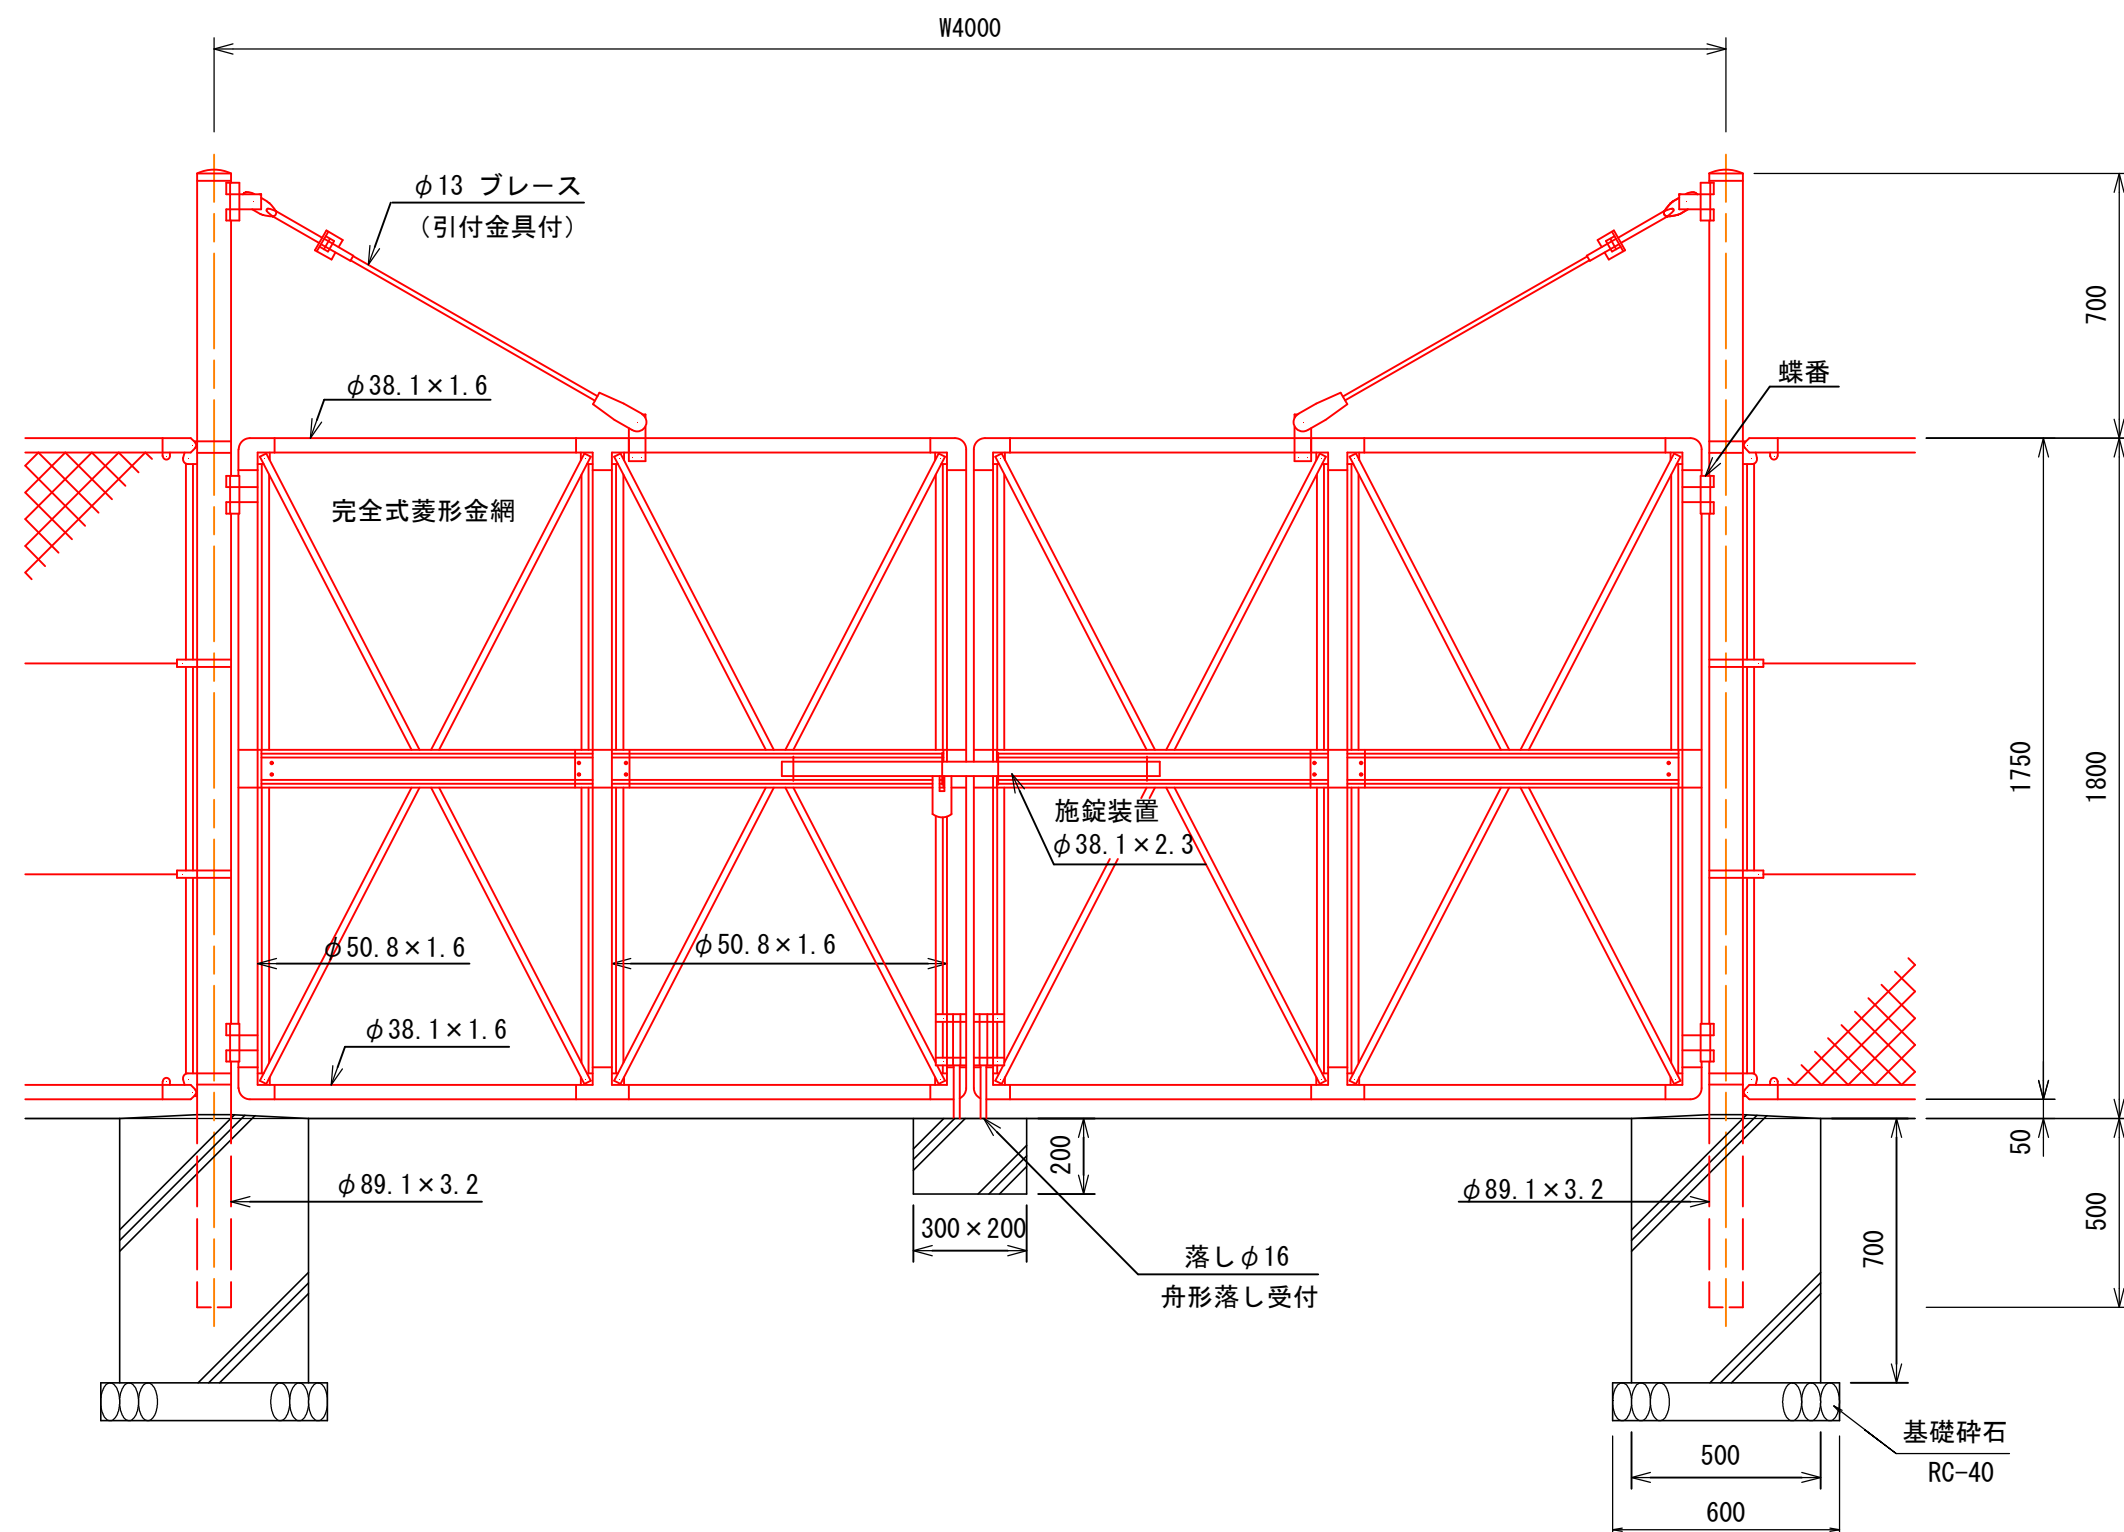 W4000
φ13 ブレース
（引付金具付）
700
蝶番
φ38.1×1.6
完全式菱形金網
1750
1800
施錠装置
φ38.1×2.3
φ50.8×1.6
φ50.8×1.6
φ38.1×1.6
200
50
φ89.1×3.2
φ89.1×3.2
300×200
500
700
落しφ16
舟形落し受付
基礎砕石
RC-40
500
600